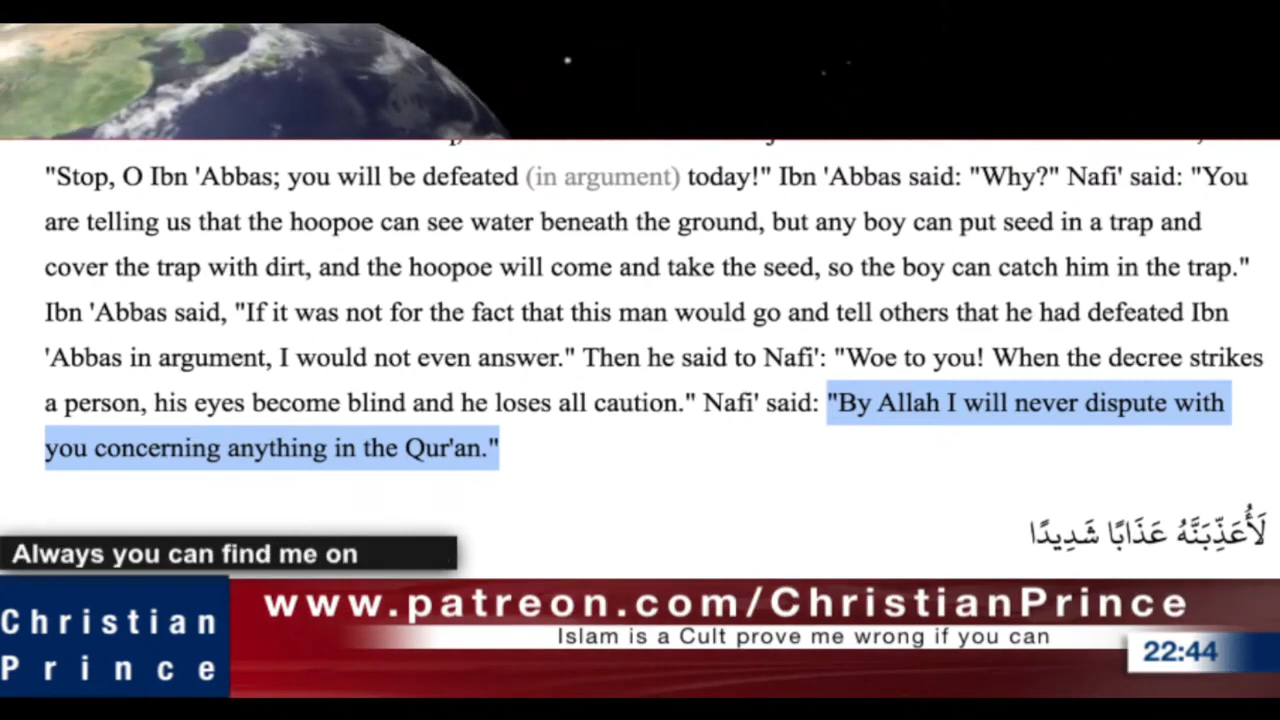 "Stop, O Ibn 'Abbas; you will be defeated (in argument) today!" Ibn 'Abbas said: "Why?" Nafi' said: "You
are telling us that the hoopoe can see water beneath the ground, but any boy can put seed in a trap and
cover the trap with dirt, and the hoopoe will come and take the seed, so the boy can catch him in the trap."
Ibn 'Abbas said, "If it was not for the fact that this man would go and tell others that he had defeated Ibn
'Abbas in argument, I would not even answer." Then he said to Nafi': "Woe to you! When the decree strikes
a person, his eyes become blind and he loses all caution." Nafi' said: "By Allah I will never dispute with
you concerning anything in the Qur'an."
لَأُعَذِّبَنَّهُ عَذَابًا شَدِيدًا
Always you can find me on
Christian
Prince
www.patreon.com/ChristianPrince
Islam is a Cult prove me wrong if you can
22:44